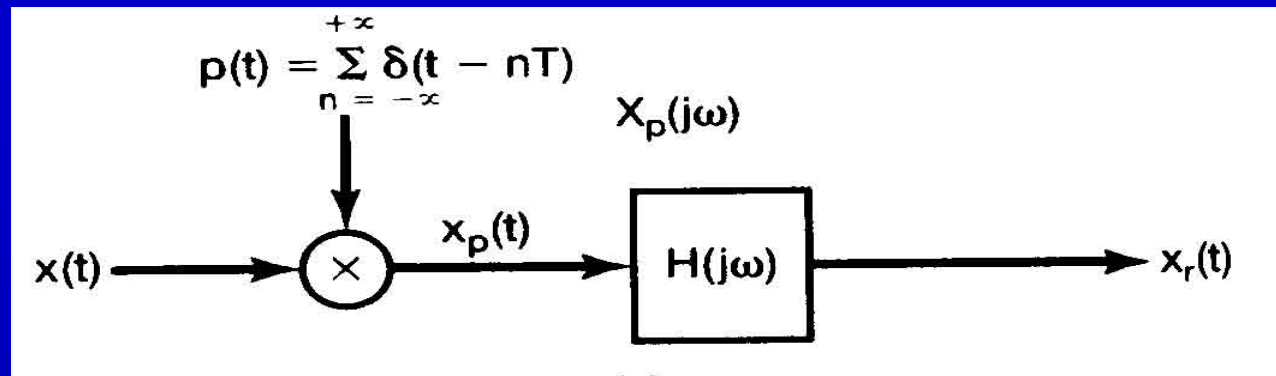 +∞
p(t) = Σ δ(t − nT)
n = −∞
X_p(jω)
x(t)
×
x_p(t)
H(jω)
x_r(t)